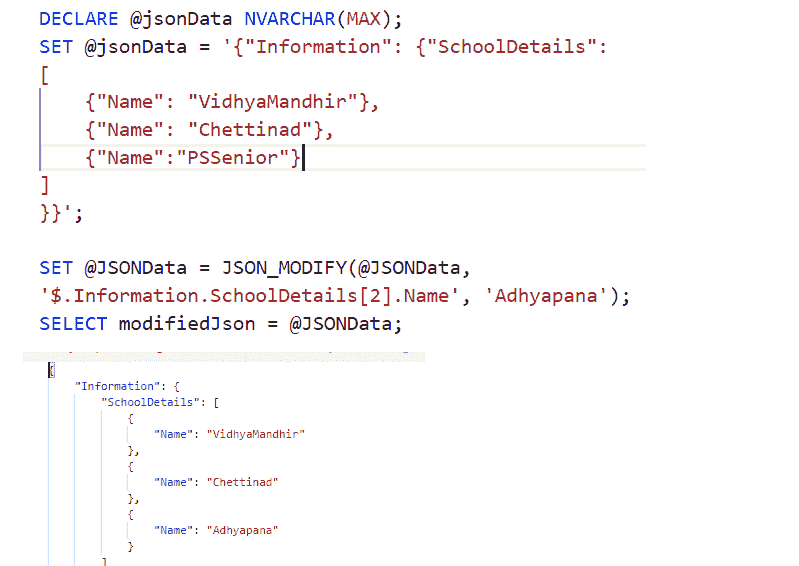 DECLARE @jsonData NVARCHAR(MAX);
SET @jsonData = '{"Information": {"SchoolDetails":
[
{"Name": "VidhyaMandhir"},
{"Name": "Chettinad"},
{"Name":"PSSenior"}
]
}}';
SET @JSONData = JSON_MODIFY(@JSONData,
'$.Information.SchoolDetails[2].Name', 'Adhyapana');
SELECT modifiedJson = @JSONData;
{
"Information": {
"SchoolDetails": [
{
"Name": "VidhyaMandhir"
},
{
"Name": "Chettinad"
},
{
"Name": "Adhyapana"
}
]